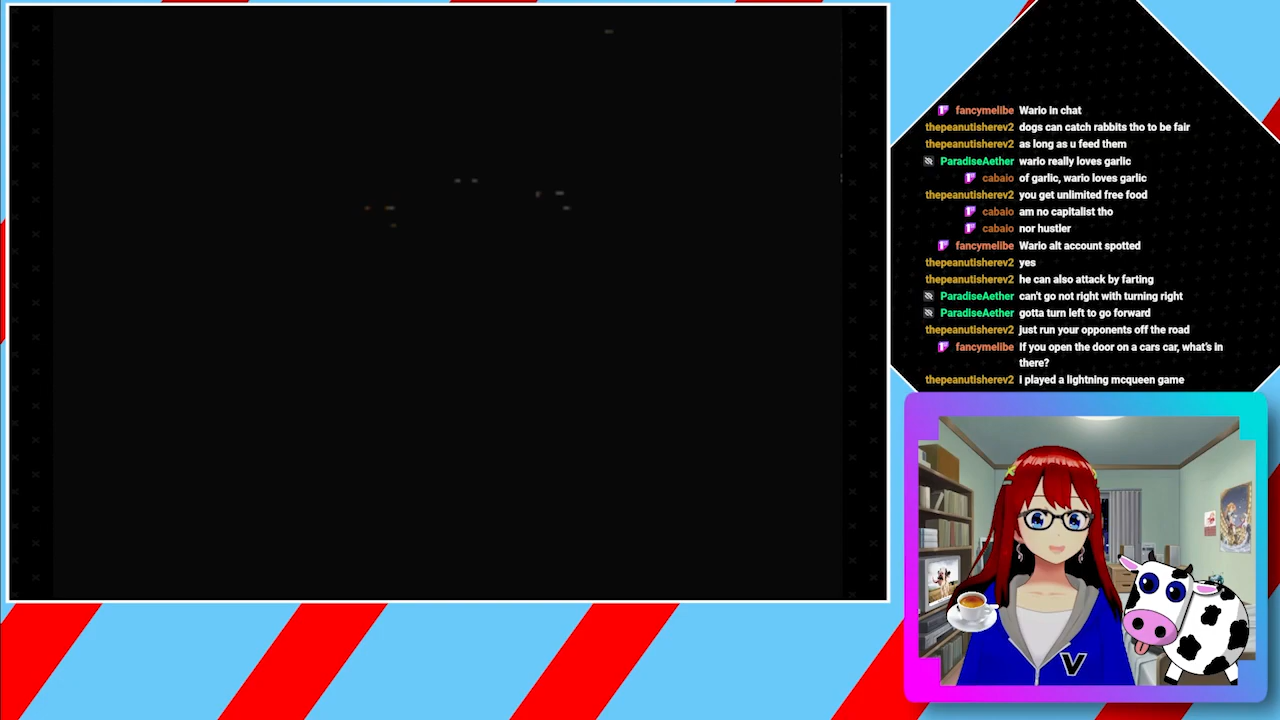 fancymelibe Wario in chat
thepeanutisherev2 dogs can catch rabbits tho to be fair
thepeanutisherev2 as long as u feed them
ParadiseAether wario really loves garlic
cabaio of garlic, wario loves garlic
thepeanutisherev2 you get unlimited free food
cabaio am no capitalist tho
cabaio nor hustler
fancymelibe Wario alt account spotted
thepeanutisherev2 yes
thepeanutisherev2 he can also attack by farting
ParadiseAether can't go not right with turning right
ParadiseAether gotta turn left to go forward
thepeanutisherev2 just run your opponents off the road
fancymelibe If you open the door on a cars car, what's in
there?
thepeanutisherev2 I played a lightning mcqueen game
V